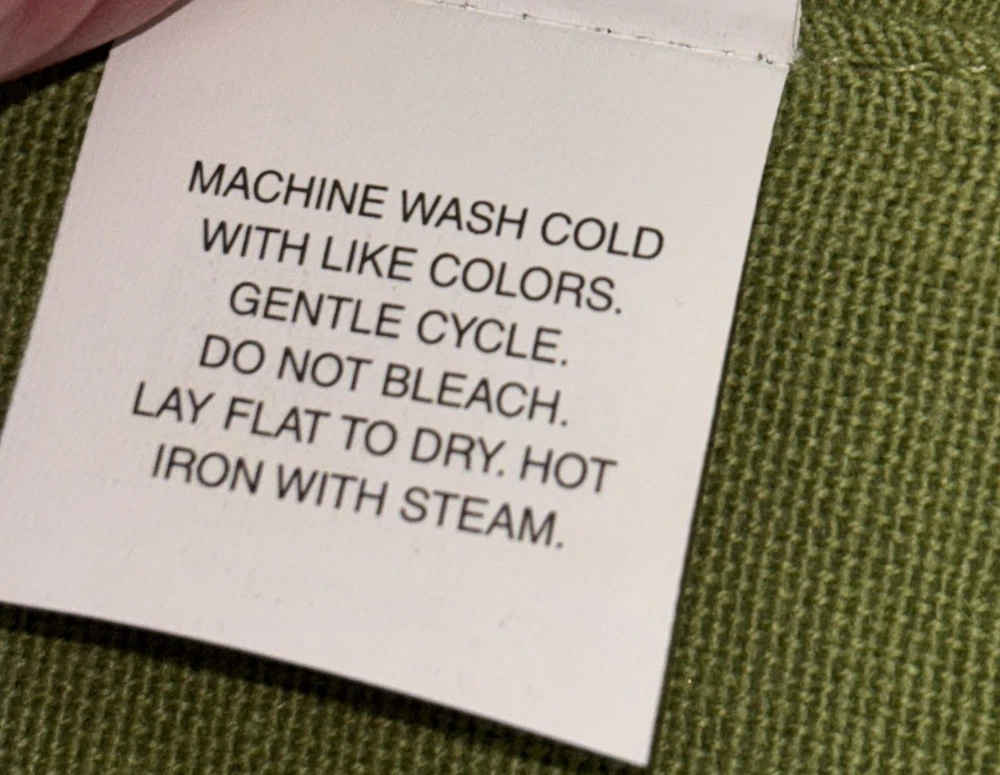 MACHINE WASH COLD
WITH LIKE COLORS.
GENTLE CYCLE.
DO NOT BLEACH.
LAY FLAT TO DRY. HOT
IRON WITH STEAM.